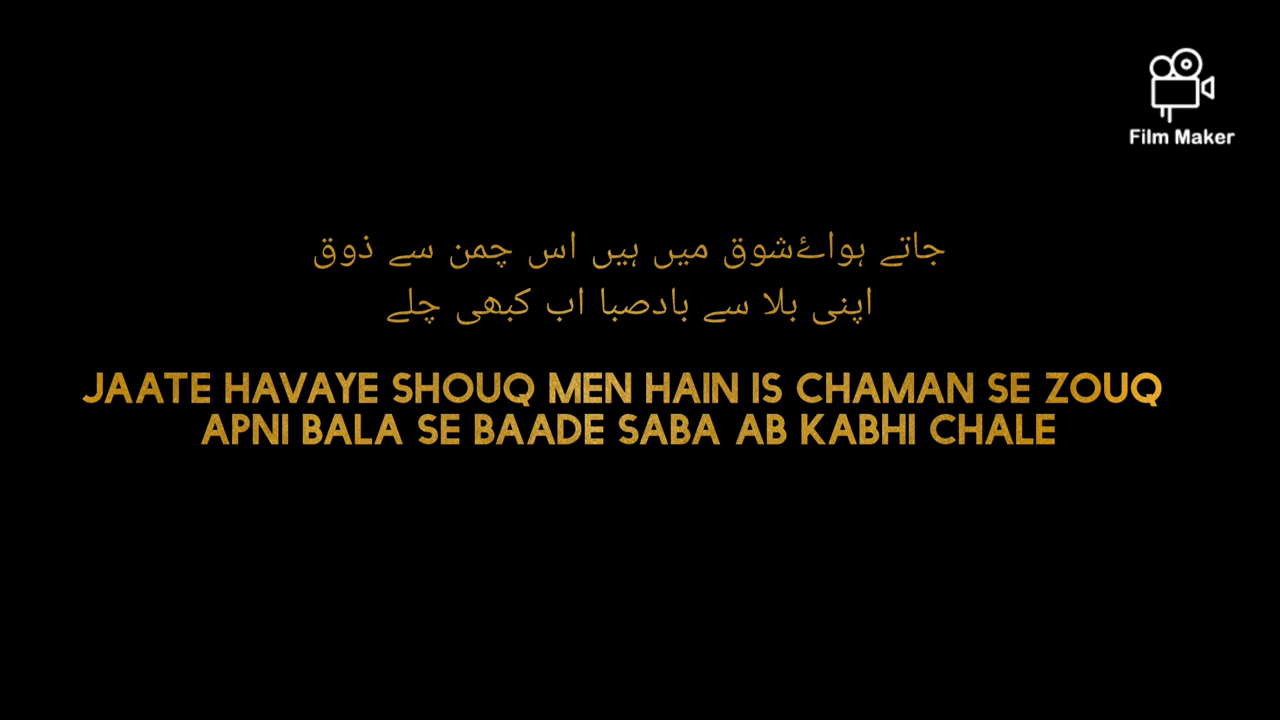 Film Maker
جاتے ہوائےشوق میں ہیں اس چمن سے ذوق
اپنی بلا سے بادصبا اب کبھی چلے
JAATE HAVAYE SHOUQ MEN HAIN IS CHAMAN SE ZOUQ
APNI BALA SE BAADE SABA AB KABHI CHALE